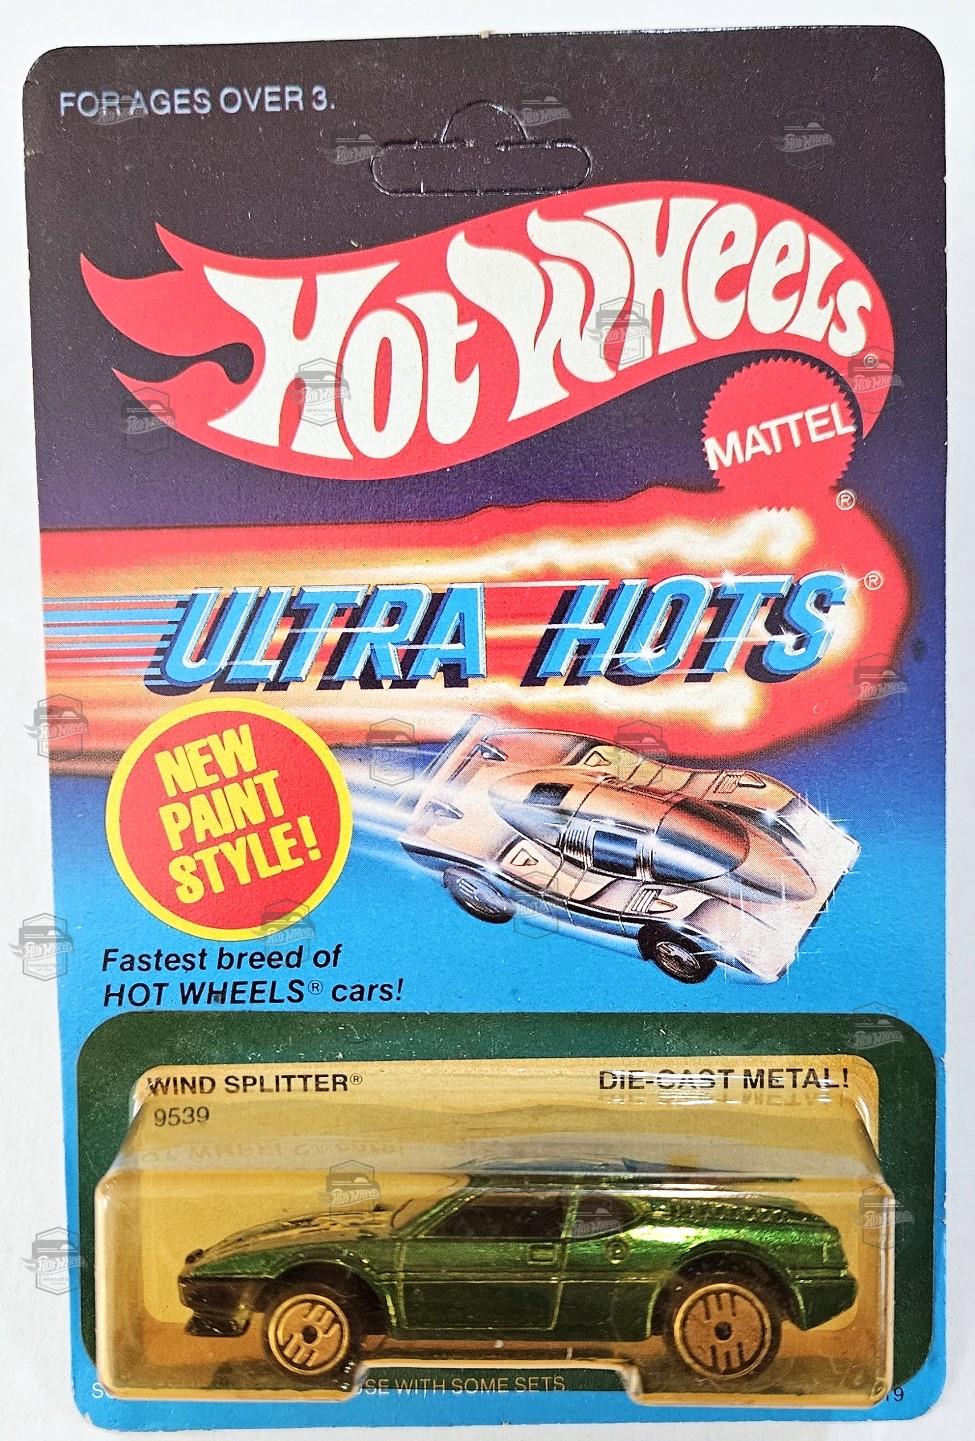 FOR AGES OVER 3.
HOT WHEELS®
MATTEL
®
ULTRA HOTS®
NEW
PAINT
STYLE!
Fastest breed of
HOT WHEELS® cars!
WIND SPLITTER®
DIE-CAST METAL!
9539
WITH SOME SETS